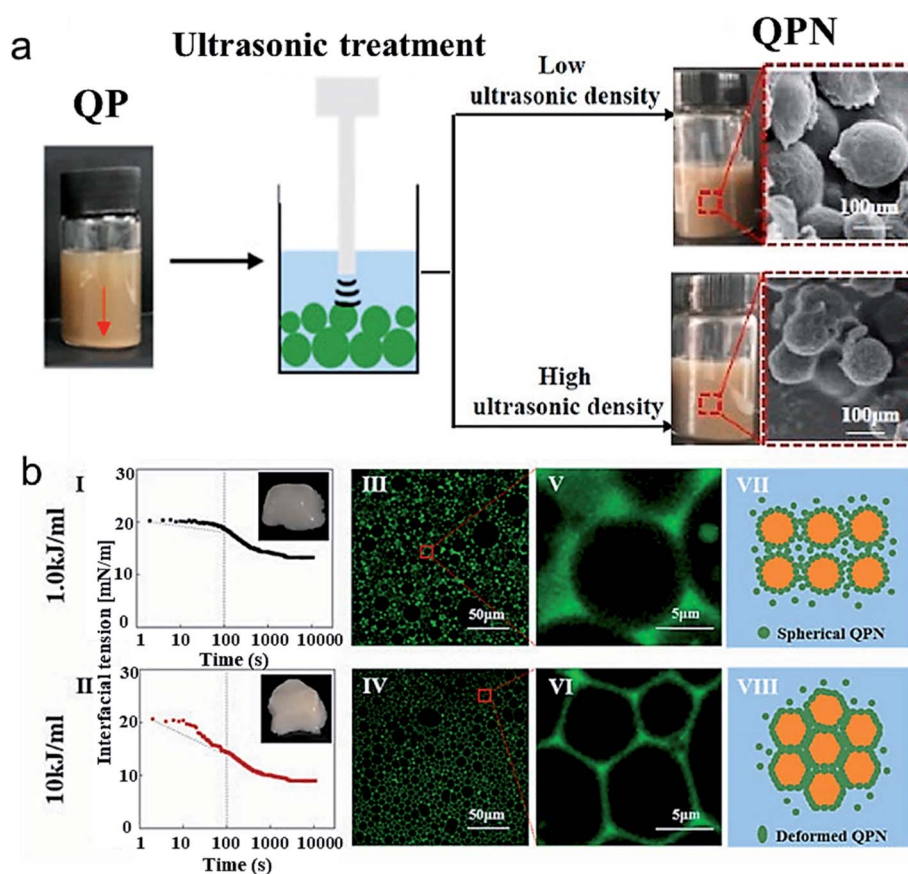 a
Ultrasonic treatment
QPN
QP
Low
ultrasonic density
100μm
High
ultrasonic density
100μm
b
1.0kJ/ml
10kJ/ml
Interfacial tension [mN/m]
I
30
20
10
0
1 10 100 1000 10000
Time (s)
III
50μm
V
5μm
VII
Spherical QPN
II
30
20
10
0
1 10 100 1000 10000
Time (s)
IV
50μm
VI
5μm
VIII
Deformed QPN